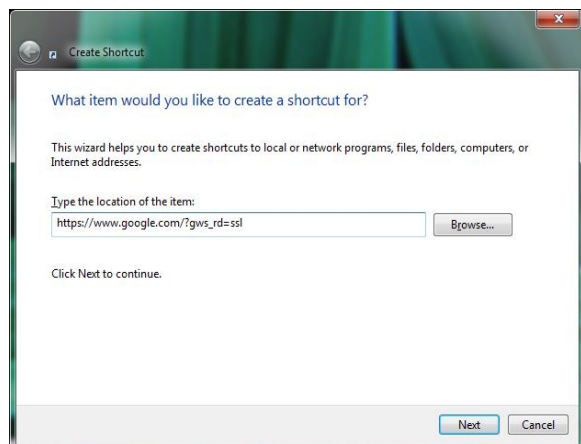 Create Shortcut
What item would you like to create a shortcut for?
This wizard helps you to create shortcuts to local or network programs, files, folders, computers, or
Internet addresses.
Type the location of the item:
https://www.google.com/?gws_rd=ssl
Browse...
Click Next to continue.
Next
Cancel